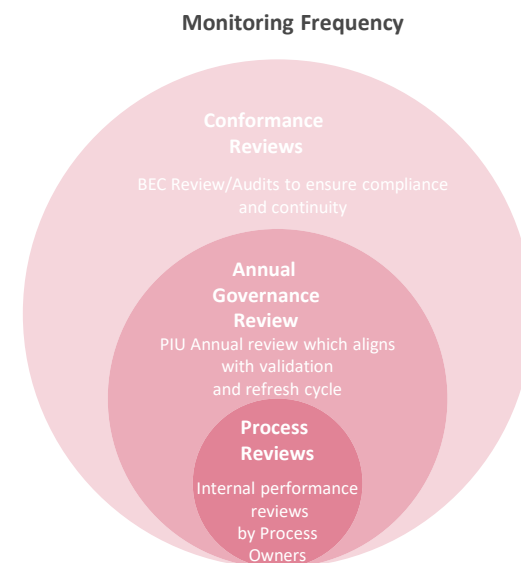 Monitoring Frequency
Conformance
Reviews
BEC Review/Audits to ensure compliance
and continuity
Annual
Governance
Review
PIU Annual review which aligns
with validation
and refresh cycle
Process
Reviews
Internal performance
reviews
by Process
Owners